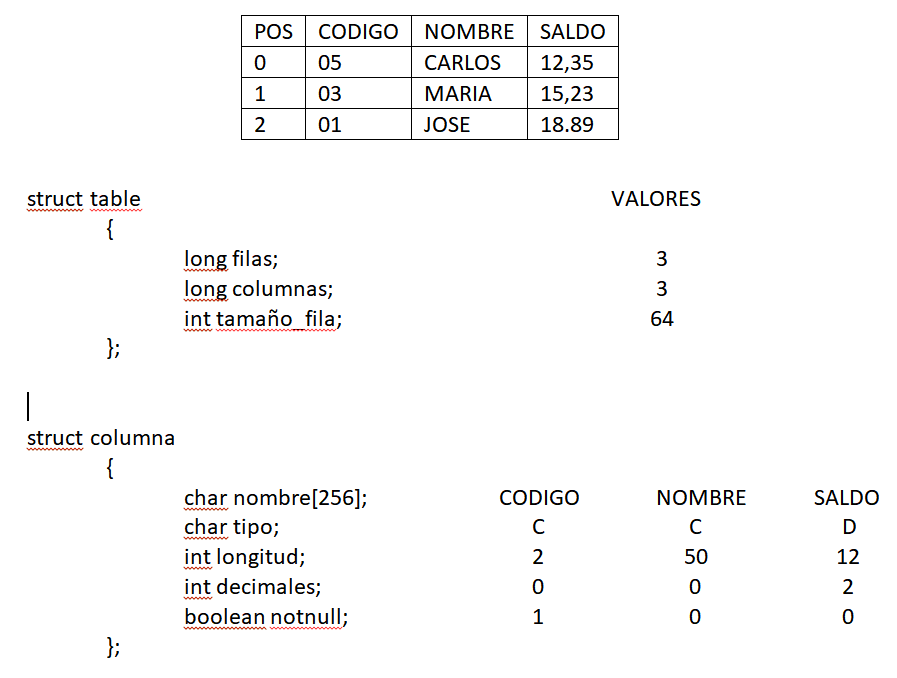 POS CODIGO NOMBRE SALDO
0 05 CARLOS 12,35
1 03 MARIA 15,23
2 01 JOSE 18.89
struct table VALORES
{
long filas; 3
long columnas; 3
int tamaño_fila; 64
};
struct columna
{
char nombre[256]; CODIGO NOMBRE SALDO
char tipo; C C D
int longitud; 2 50 12
int decimales; 0 0 2
boolean notnull; 1 0 0
};